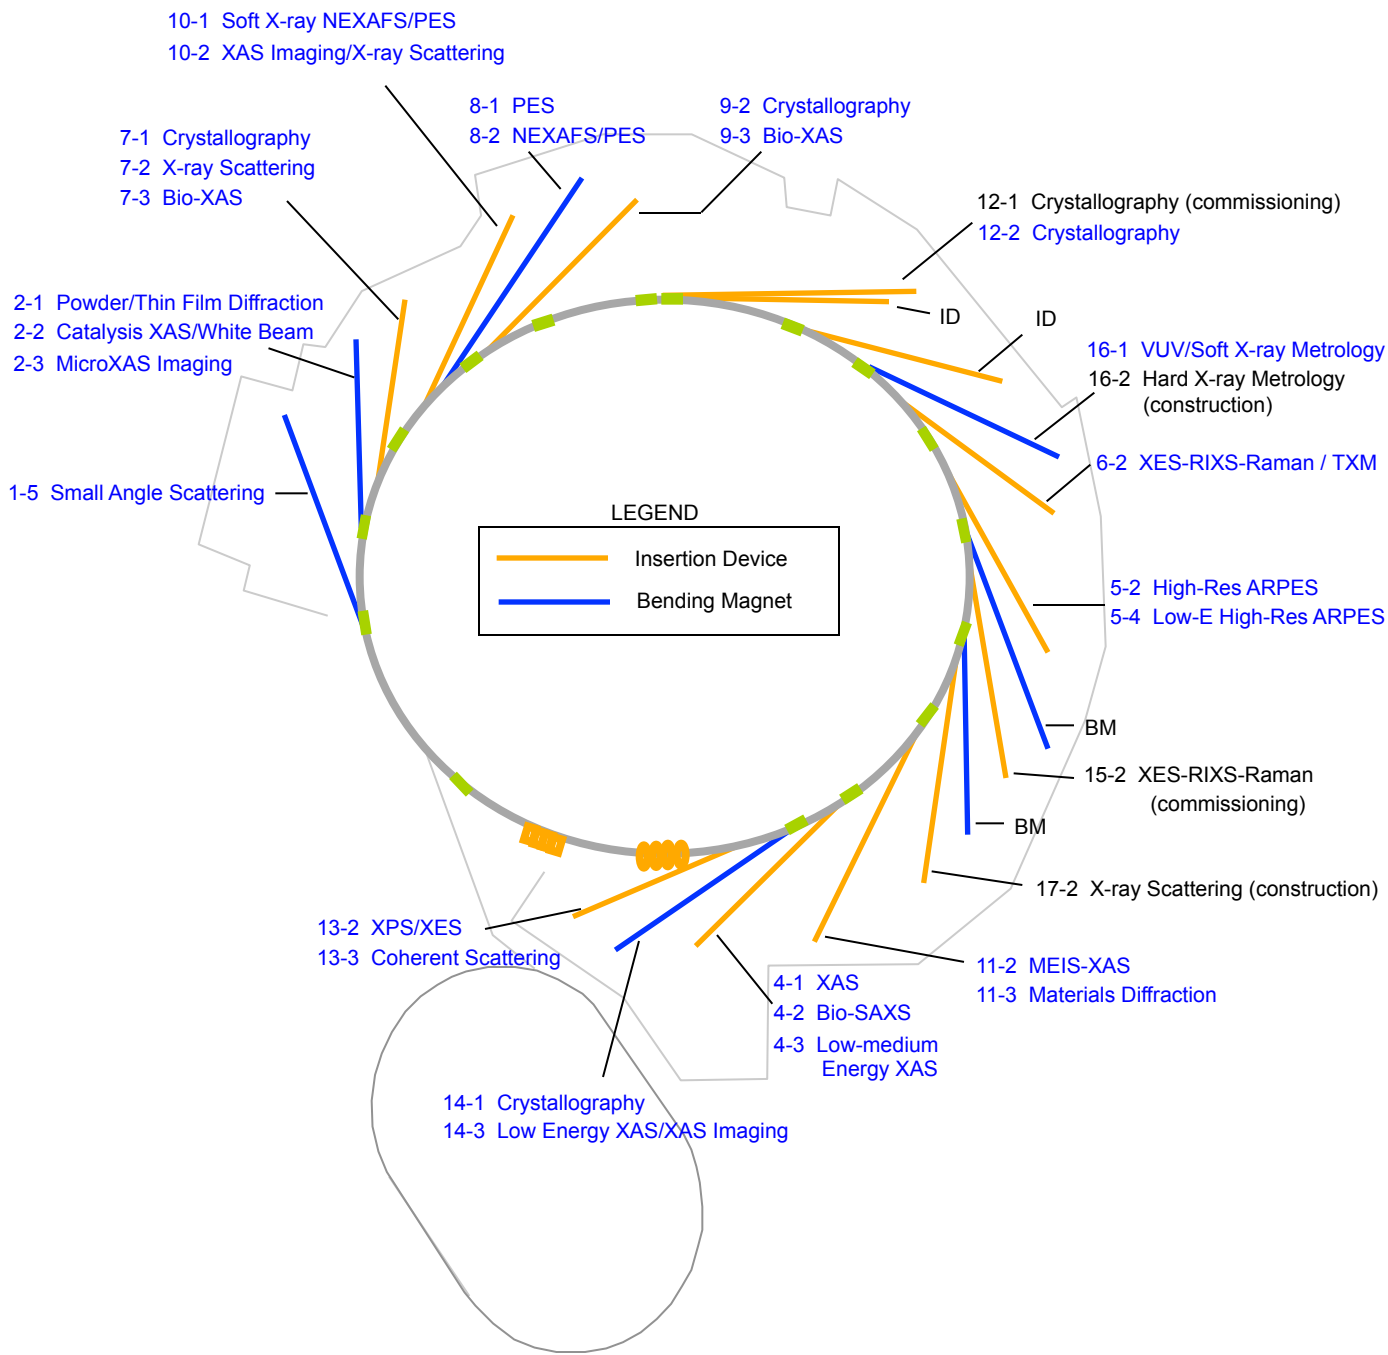 10-1 Soft X-ray NEXAFS/PES
10-2 XAS Imaging/X-ray Scattering
8-1 PES
8-2 NEXAFS/PES
9-2 Crystallography
9-3 Bio-XAS
7-1 Crystallography
7-2 X-ray Scattering
7-3 Bio-XAS
12-1 Crystallography (commissioning)
12-2 Crystallography
2-1 Powder/Thin Film Diffraction
2-2 Catalysis XAS/White Beam
2-3 MicroXAS Imaging
ID
ID
16-1 VUV/Soft X-ray Metrology
16-2 Hard X-ray Metrology
(construction)
6-2 XES-RIXS-Raman / TXM
1-5 Small Angle Scattering
LEGEND
Insertion Device
Bending Magnet
5-2 High-Res ARPES
5-4 Low-E High-Res ARPES
BM
15-2 XES-RIXS-Raman
(commissioning)
BM
17-2 X-ray Scattering (construction)
13-2 XPS/XES
13-3 Coherent Scattering
11-2 MEIS-XAS
11-3 Materials Diffraction
4-1 XAS
4-2 Bio-SAXS
4-3 Low-medium
Energy XAS
14-1 Crystallography
14-3 Low Energy XAS/XAS Imaging